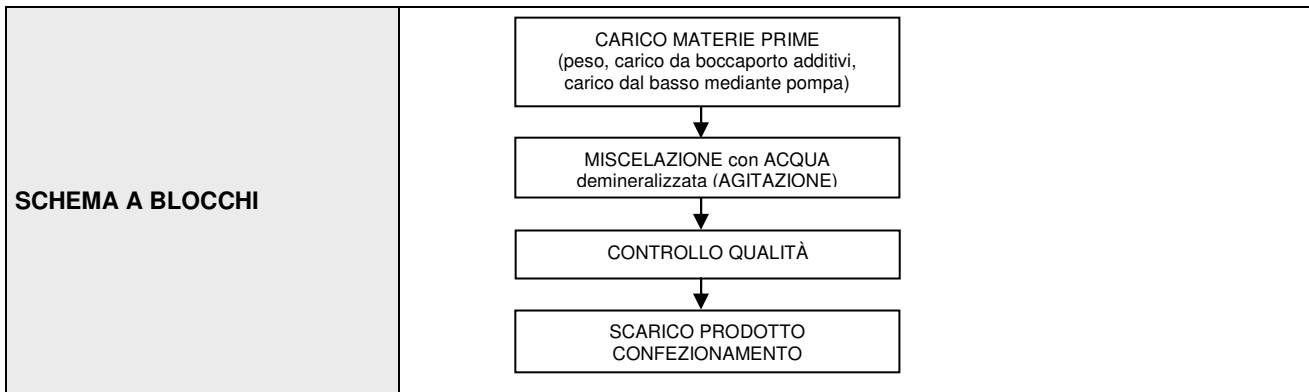 SCHEMA A BLOCCHI
CARICO MATERIE PRIME
(peso, carico da boccaporto additivi,
carico dal basso mediante pompa)
MISCELAZIONE con ACQUA
demineralizzata (AGITAZIONE)
CONTROLLO QUALITÀ
SCARICO PRODOTTO
CONFEZIONAMENTO